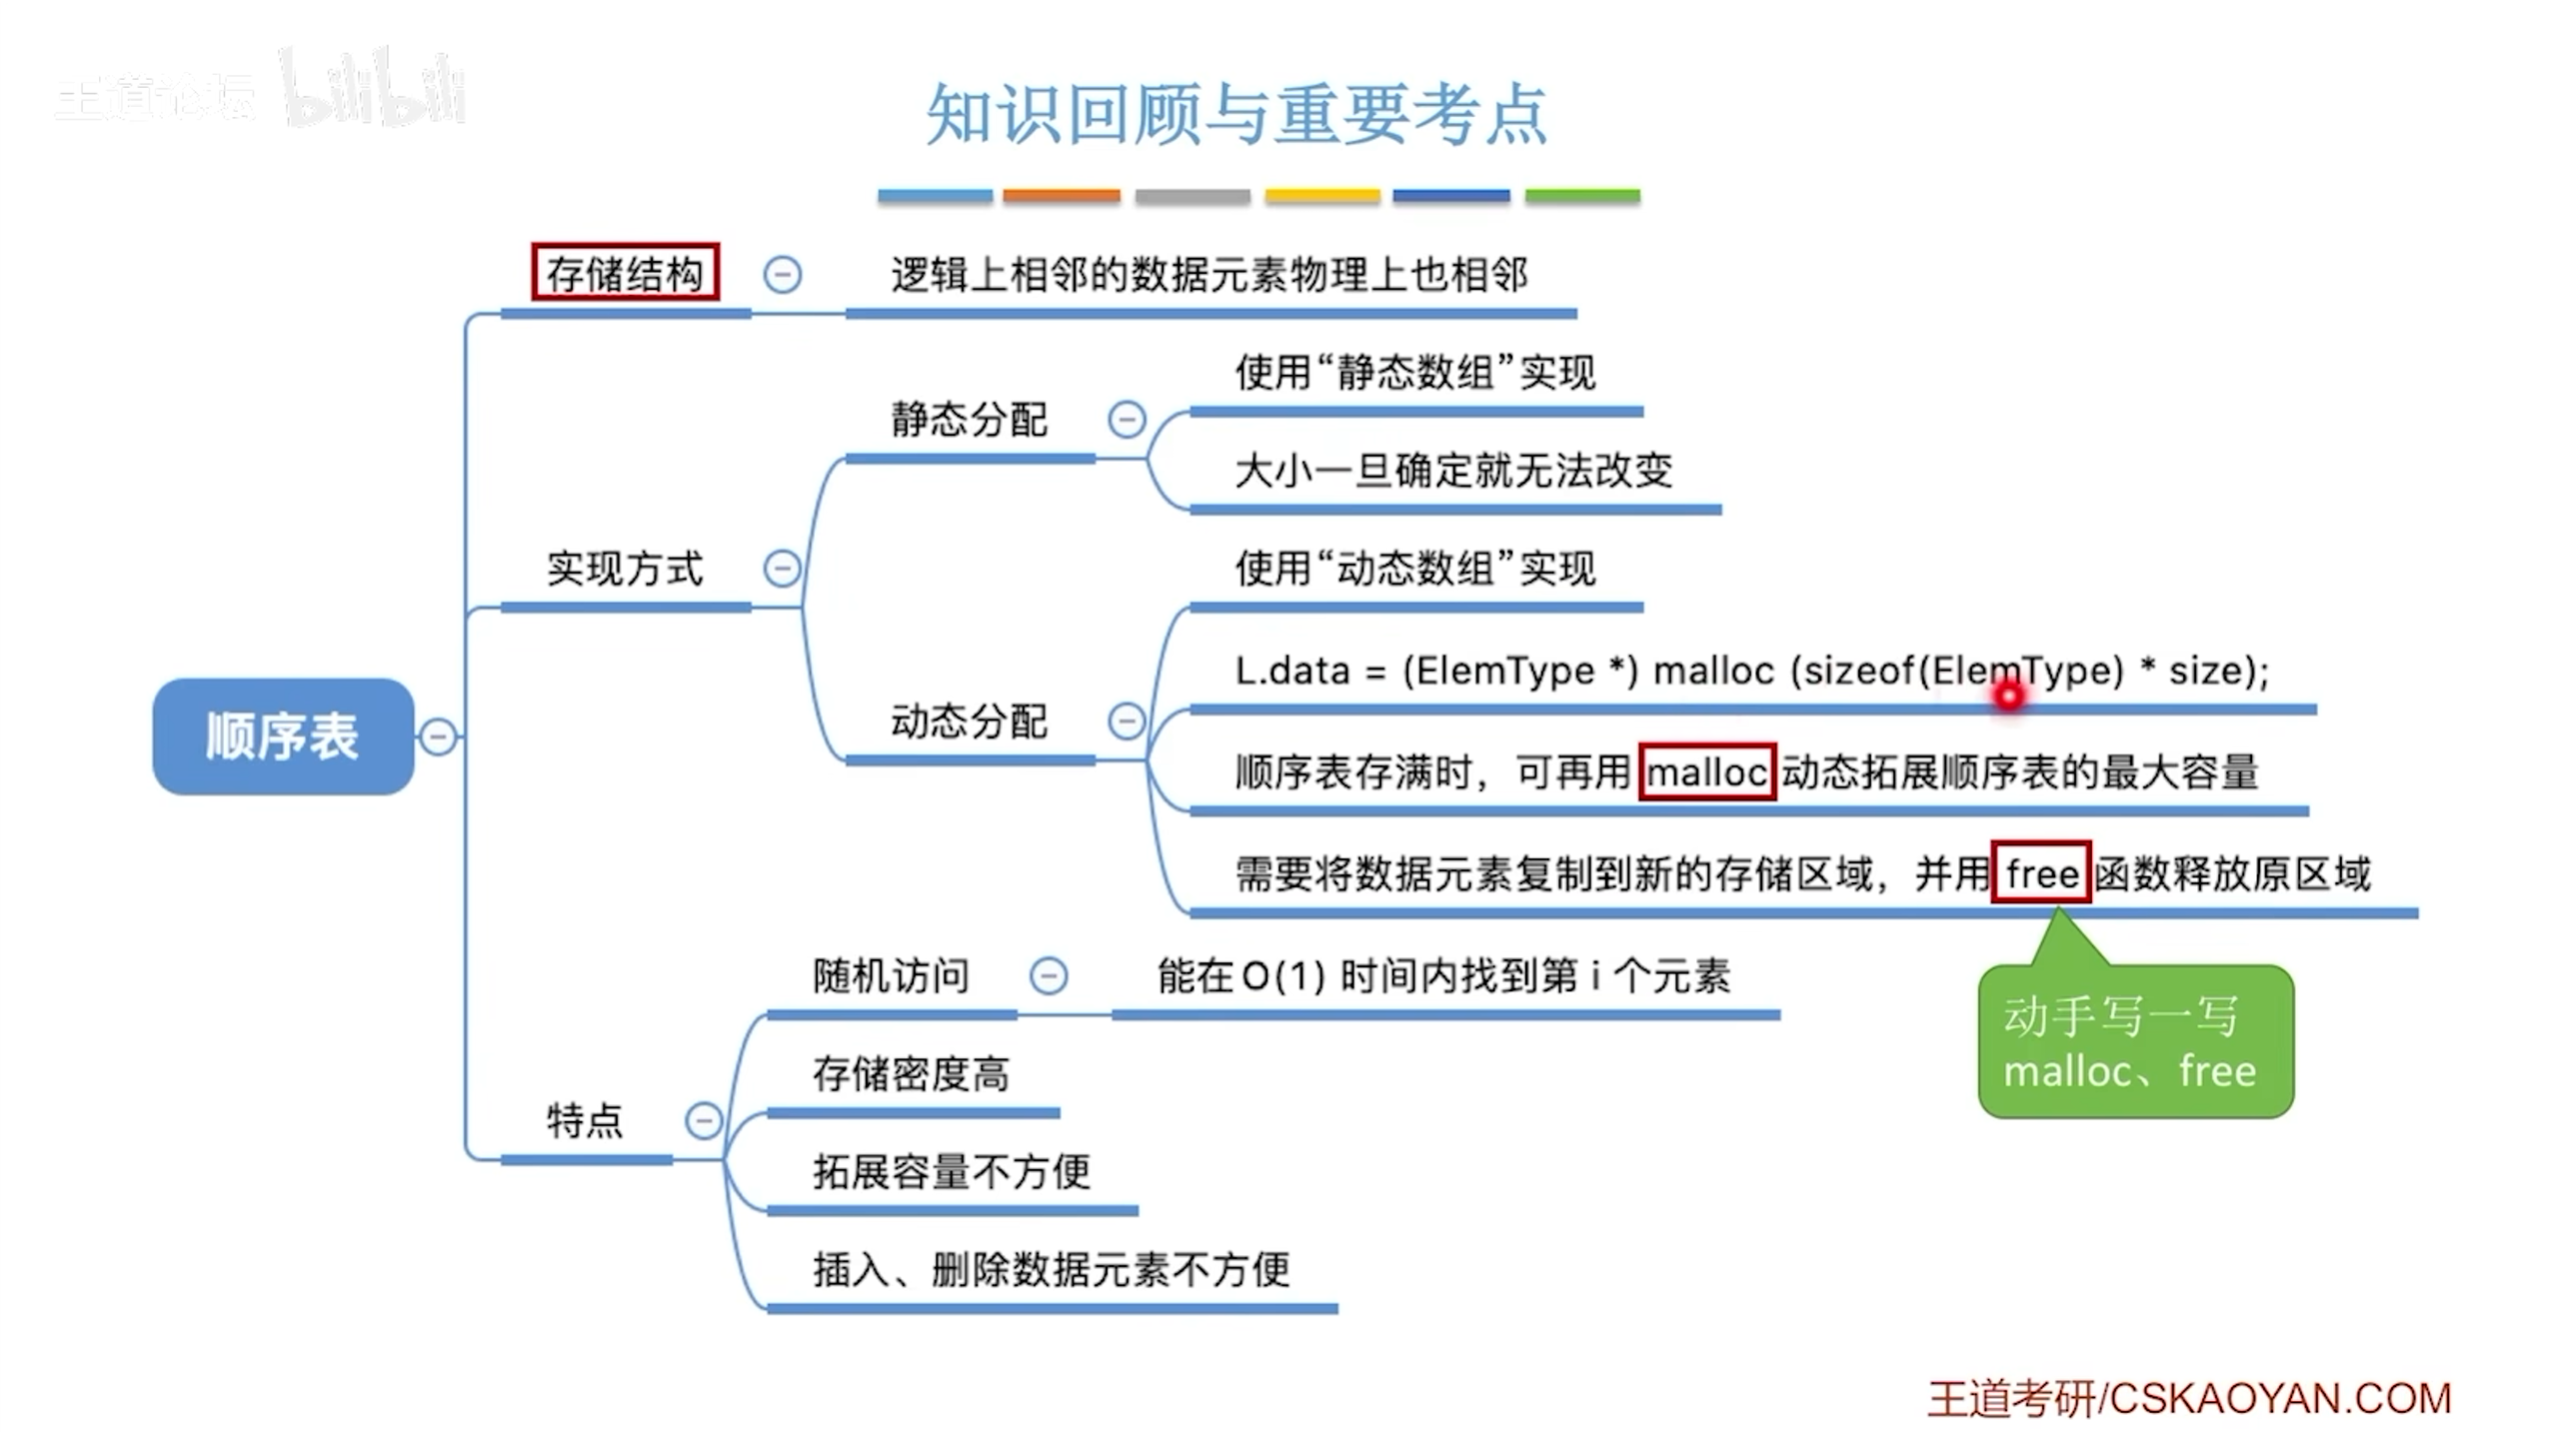 王道论坛 bilibili
知识回顾与重要考点
存储结构
逻辑上相邻的数据元素物理上也相邻
使用“静态数组”实现
静态分配
大小一旦确定就无法改变
实现方式
使用“动态数组”实现
L.data = (ElemType *) malloc (sizeof(ElemType) * size);
动态分配
顺序表
顺序表存满时，可再用 malloc 动态拓展顺序表的最大容量
需要将数据元素复制到新的存储区域，并用 free 函数释放原区域
随机访问
能在 O(1) 时间内找到第 i 个元素
动手写一写
malloc、free
存储密度高
特点
拓展容量不方便
插入、删除数据元素不方便
王道考研/CSKAOYAN.COM